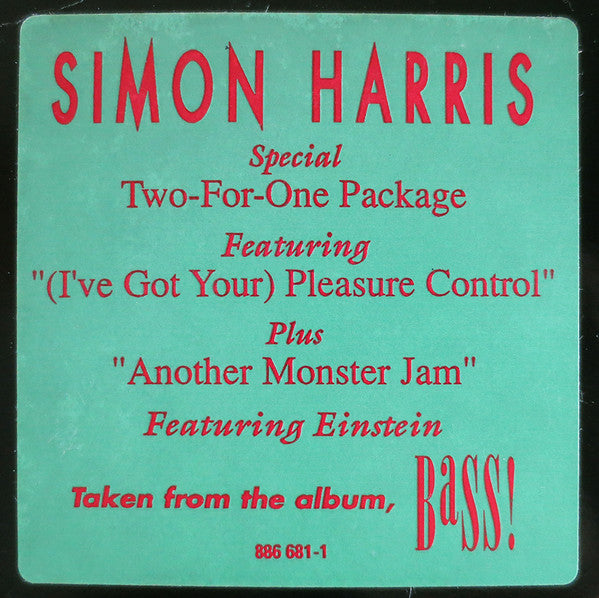 SIMON HARRIS
Special
Two-For-One Package
Featuring
"(I've Got Your) Pleasure Control"
Plus
"Another Monster Jam"
Featuring Einstein
Taken from the album, BaSS!
886 681-1